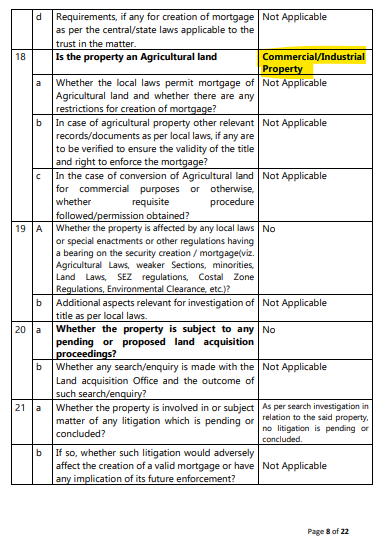 d Requirements, if any for creation of mortgage Not Applicable
as per the central/state laws applicable to the
trust in the matter.
18 Is the property an Agricultural land Commercial/Industrial
Property
a Whether the local laws permit mortgage of Not Applicable
Agricultural land and whether there are any
restrictions for creation of mortgage?
b In case of agricultural property other relevant Not Applicable
records/documents as per local laws, if any are
to be verified to ensure the validity of the title
and right to enforce the mortgage?
c In the case of conversion of Agricultural land Not Applicable
for commercial purposes or otherwise,
whether requisite procedure
followed/permission obtained?
19 A Whether the property is affected by any local laws No
or special enactments or other regulations having
a bearing on the security creation / mortgage(viz.
Agricultural Laws, weaker Sections, minorities,
Land Laws, SEZ regulations, Costal Zone
Regulations, Environmental Clearance, etc.)?
b Additional aspects relevant for investigation of Not Applicable
title as per local laws.
20 a Whether the property is subject to any No
pending or proposed land acquisition
proceedings?
b Whether any search/enquiry is made with the Not Applicable
Land acquisition Office and the outcome of
such search/enquiry?
21 a Whether the property is involved in or subject As per search investigation in
matter of any litigation which is pending or relation to the said property,
concluded? no litigation is pending or
concluded.
b If so, whether such litigation would adversely
affect the creation of a valid mortgage or have Not Applicable
any implication of its future enforcement?
Page 8 of 22